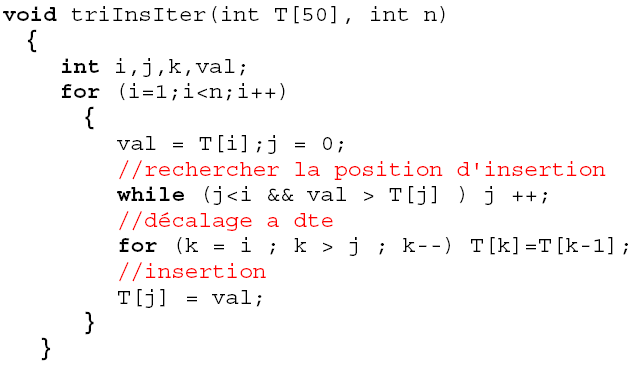 void triInsIter(int T[50], int n)
{
int i,j,k,val;
for (i=1;i<n;i++)
{
val = T[i];j = 0;
//rechercher la position d'insertion
while (j<i && val > T[j] ) j ++;
//décalage a dte
for (k = i ; k > j ; k--) T[k]=T[k-1];
//insertion
T[j] = val;
}
}